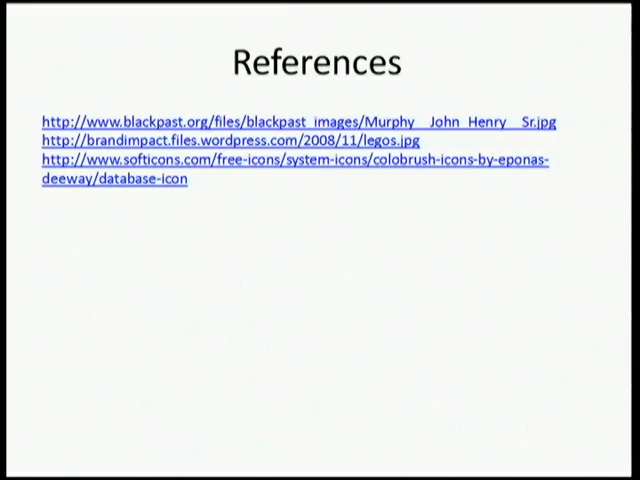 References
http://www.blackpast.org/files/blackpast_images/Murphy__John_Henry__Sr.jpg
http://brandimpact.files.wordpress.com/2008/11/legos.jpg
http://www.softicons.com/free-icons/system-icons/colobrush-icons-by-eponas-
deeway/database-icon